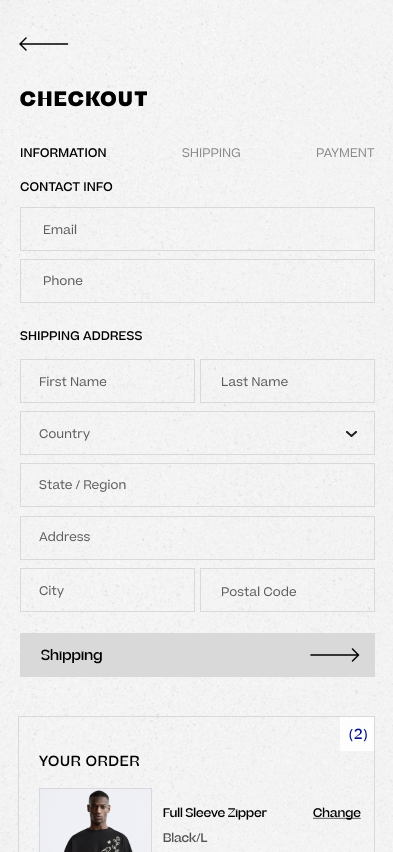 CHECKOUT
INFORMATION SHIPPING PAYMENT
CONTACT INFO
Email
Phone
SHIPPING ADDRESS
First Name Last Name
Country
State / Region
Address
City Postal Code
Shipping
(2)
YOUR ORDER
Full Sleeve Zipper Change
Black/L